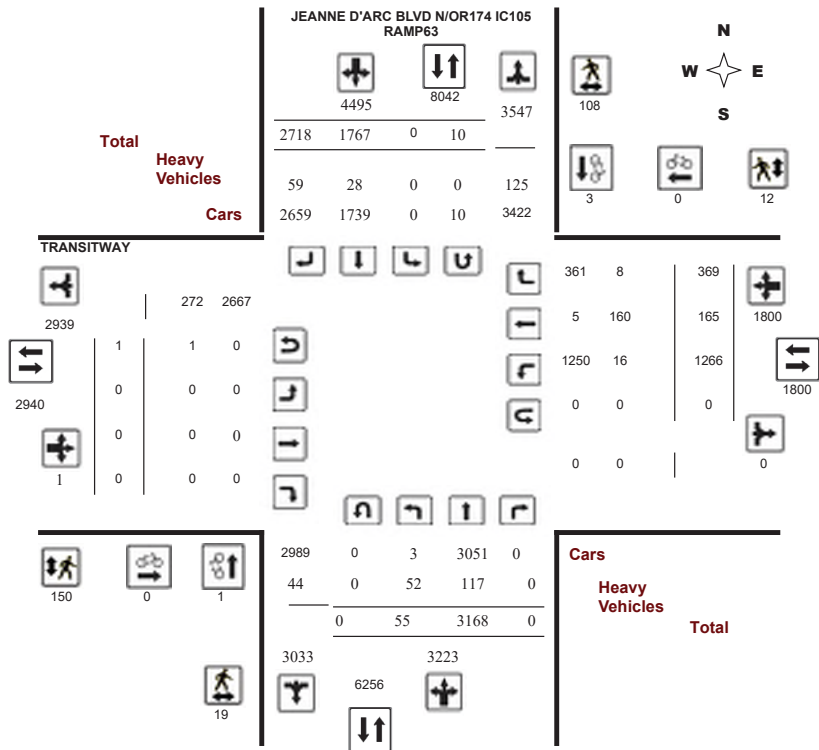 JEANNE D'ARC BLVD N/OR174 IC105
RAMP63
N
W E
S
4495 8042 3547
108
Total 2718 1767 0 10
Heavy
Vehicles
59 28 0 0 125
Cars 2659 1739 0 10 3422
3 0 12
TRANSITWAY
272 2667
2939
1 1 0
0 0 0
2940
0 0 0
1 0 0 0
361 8 369
5 160 165 1800
1250 16 1266
1800
0 0 0
0 0 0
2989 0 3 3051 0 Cars
44 0 52 117 0 Heavy
Vehicles
0 55 3168 0 Total
150 0 1
3033 3223
6256
19